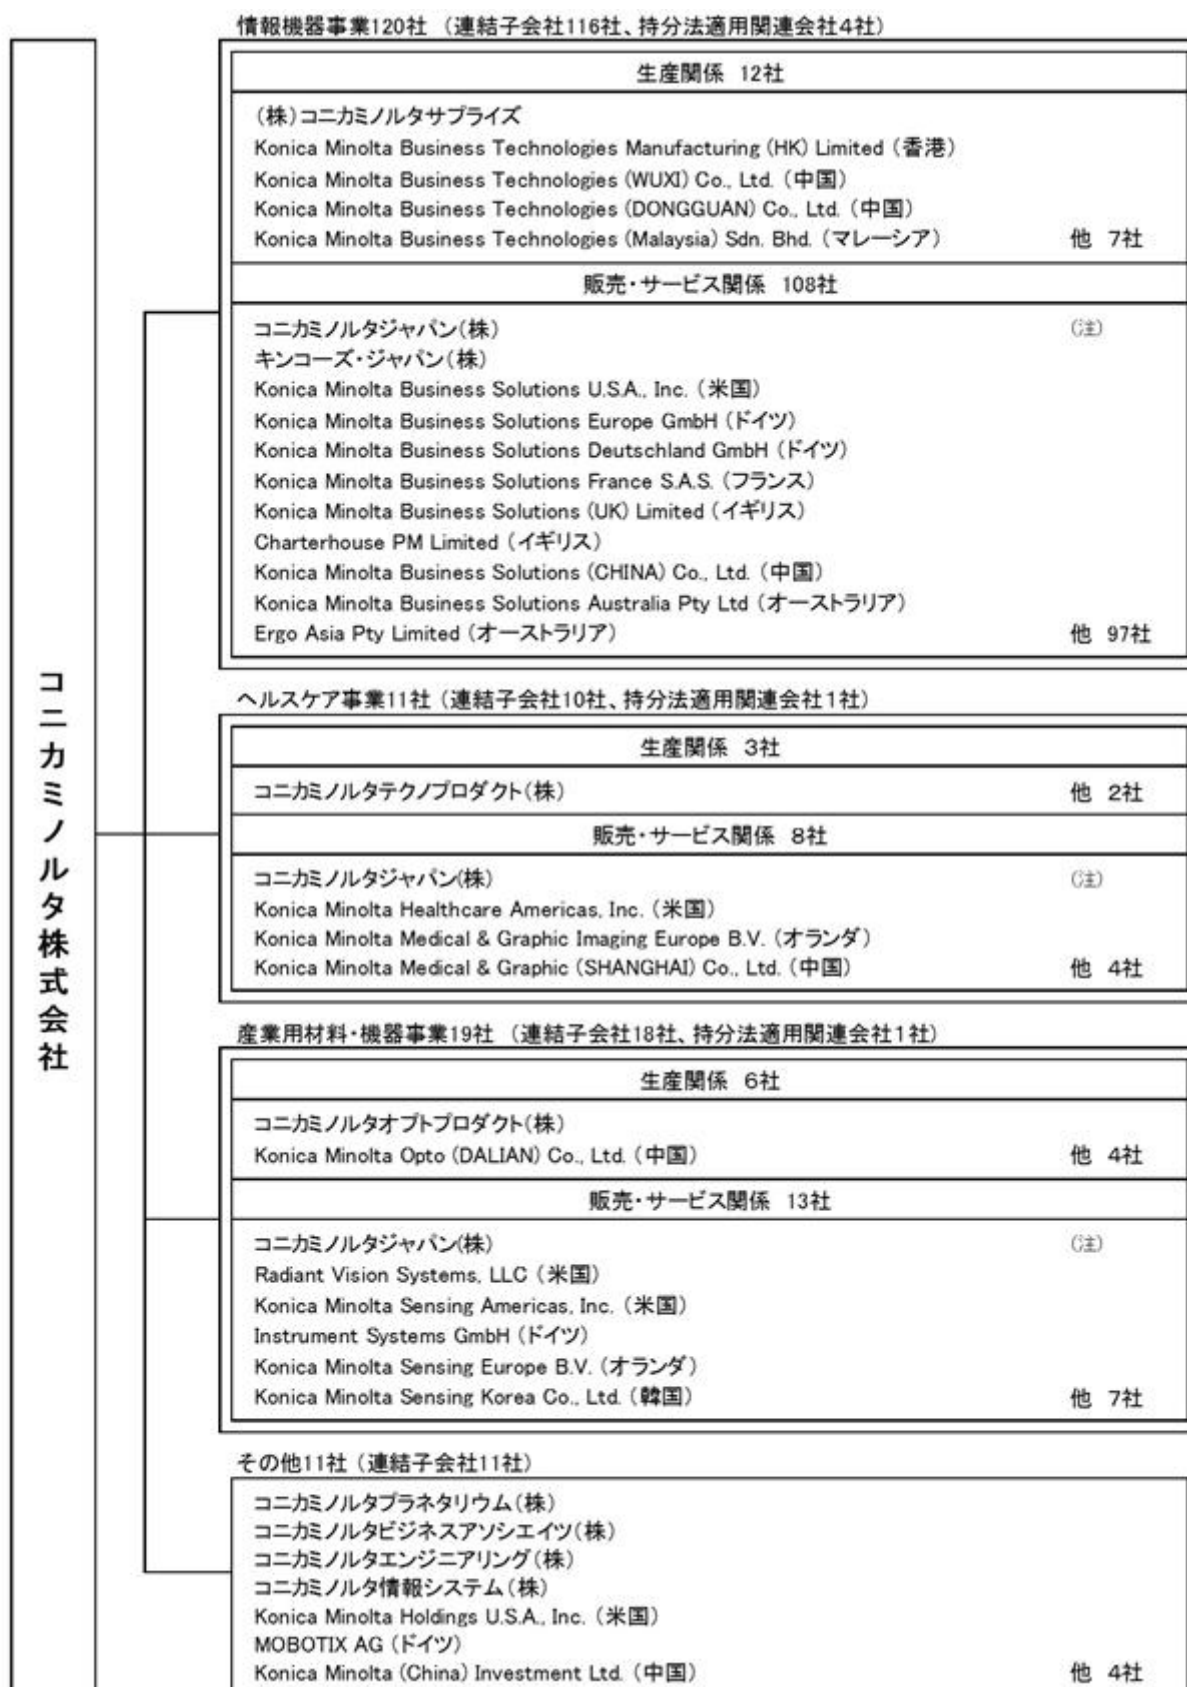 情報機器事業120社 （連結子会社116社、持分法適用関連会社4社）
生産関係 12社
（株）コニカミノルタサプライズ
Konica Minolta Business Technologies Manufacturing (HK) Limited（香港）
Konica Minolta Business Technologies (WUXI) Co., Ltd.（中国）
Konica Minolta Business Technologies (DONGGUAN) Co., Ltd.（中国）
Konica Minolta Business Technologies (Malaysia) Sdn. Bhd.（マレーシア） 他 7社
販売・サービス関係 108社
コニカミノルタジャパン（株） （注）
キンコーズ・ジャパン（株）
Konica Minolta Business Solutions U.S.A., Inc.（米国）
Konica Minolta Business Solutions Europe GmbH（ドイツ）
Konica Minolta Business Solutions Deutschland GmbH（ドイツ）
Konica Minolta Business Solutions France S.A.S.（フランス）
Konica Minolta Business Solutions (UK) Limited（イギリス）
Charterhouse PM Limited（イギリス）
Konica Minolta Business Solutions (CHINA) Co., Ltd.（中国）
Konica Minolta Business Solutions Australia Pty Ltd（オーストラリア）
Ergo Asia Pty Limited（オーストラリア） 他 97社
コニカミノルタ株式会社
ヘルスケア事業11社（連結子会社10社、持分法適用関連会社1社）
生産関係 3社
コニカミノルタテクノプロダクト（株） 他 2社
販売・サービス関係 8社
コニカミノルタジャパン(株） （注）
Konica Minolta Healthcare Americas, Inc.（米国）
Konica Minolta Medical & Graphic Imaging Europe B.V.（オランダ）
Konica Minolta Medical & Graphic (SHANGHAI) Co., Ltd.（中国） 他 4社
産業用材料・機器事業19社 （連結子会社18社、持分法適用関連会社1社）
生産関係 6社
コニカミノルタオプトプロダクト（株）
Konica Minolta Opto (DALIAN) Co., Ltd.（中国） 他 4社
販売・サービス関係 13社
コニカミノルタジャパン(株） （注）
Radiant Vision Systems, LLC（米国）
Konica Minolta Sensing Americas, Inc.（米国）
Instrument Systems GmbH（ドイツ）
Konica Minolta Sensing Europe B.V.（オランダ）
Konica Minolta Sensing Korea Co., Ltd.（韓国） 他 7社
その他11社（連結子会社11社）
コニカミノルタプラネタリウム（株）
コニカミノルタビジネスアソシエイツ（株）
コニカミノルタエンジニアリング（株）
コニカミノルタ情報システム（株）
Konica Minolta Holdings U.S.A., Inc.（米国）
MOBOTIX AG（ドイツ）
Konica Minolta (China) Investment Ltd.（中国） 他 4社